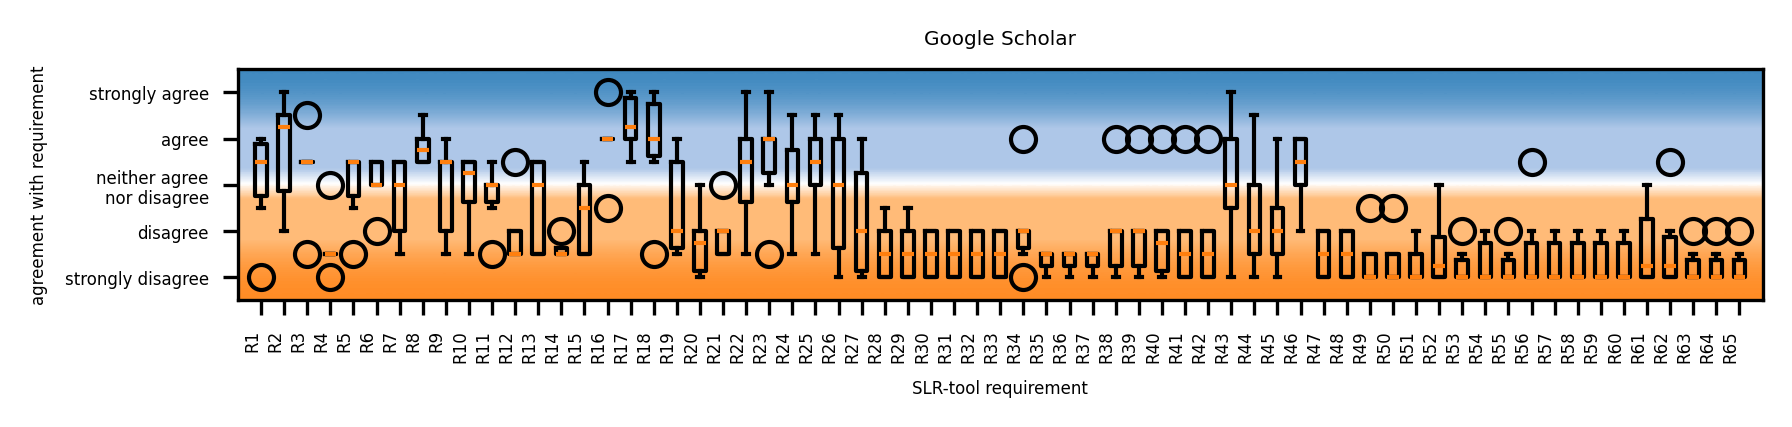 Google Scholar
agreement with requirement
strongly agree
agree
neither agree
nor disagree
disagree
strongly disagree
R1
R2
R3
R4
R5
R6
R7
R8
R9
R10
R11
R12
R13
R14
R15
R16
R17
R18
R19
R20
R21
R22
R23
R24
R25
R26
R27
R28
R29
R30
R31
R32
R33
R34
R35
R36
R37
R38
R39
R40
R41
R42
R43
R44
R45
R46
R47
R48
R49
R50
R51
R52
R53
R54
R55
R56
R57
R58
R59
R60
R61
R62
R63
R64
R65
SLR-tool requirement